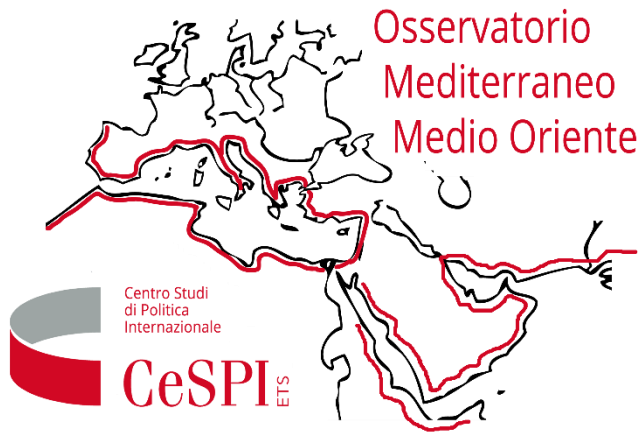 Osservatorio
Mediterraneo
Medio Oriente
Centro Studi
di Politica
Internazionale
CeSPI
ETS